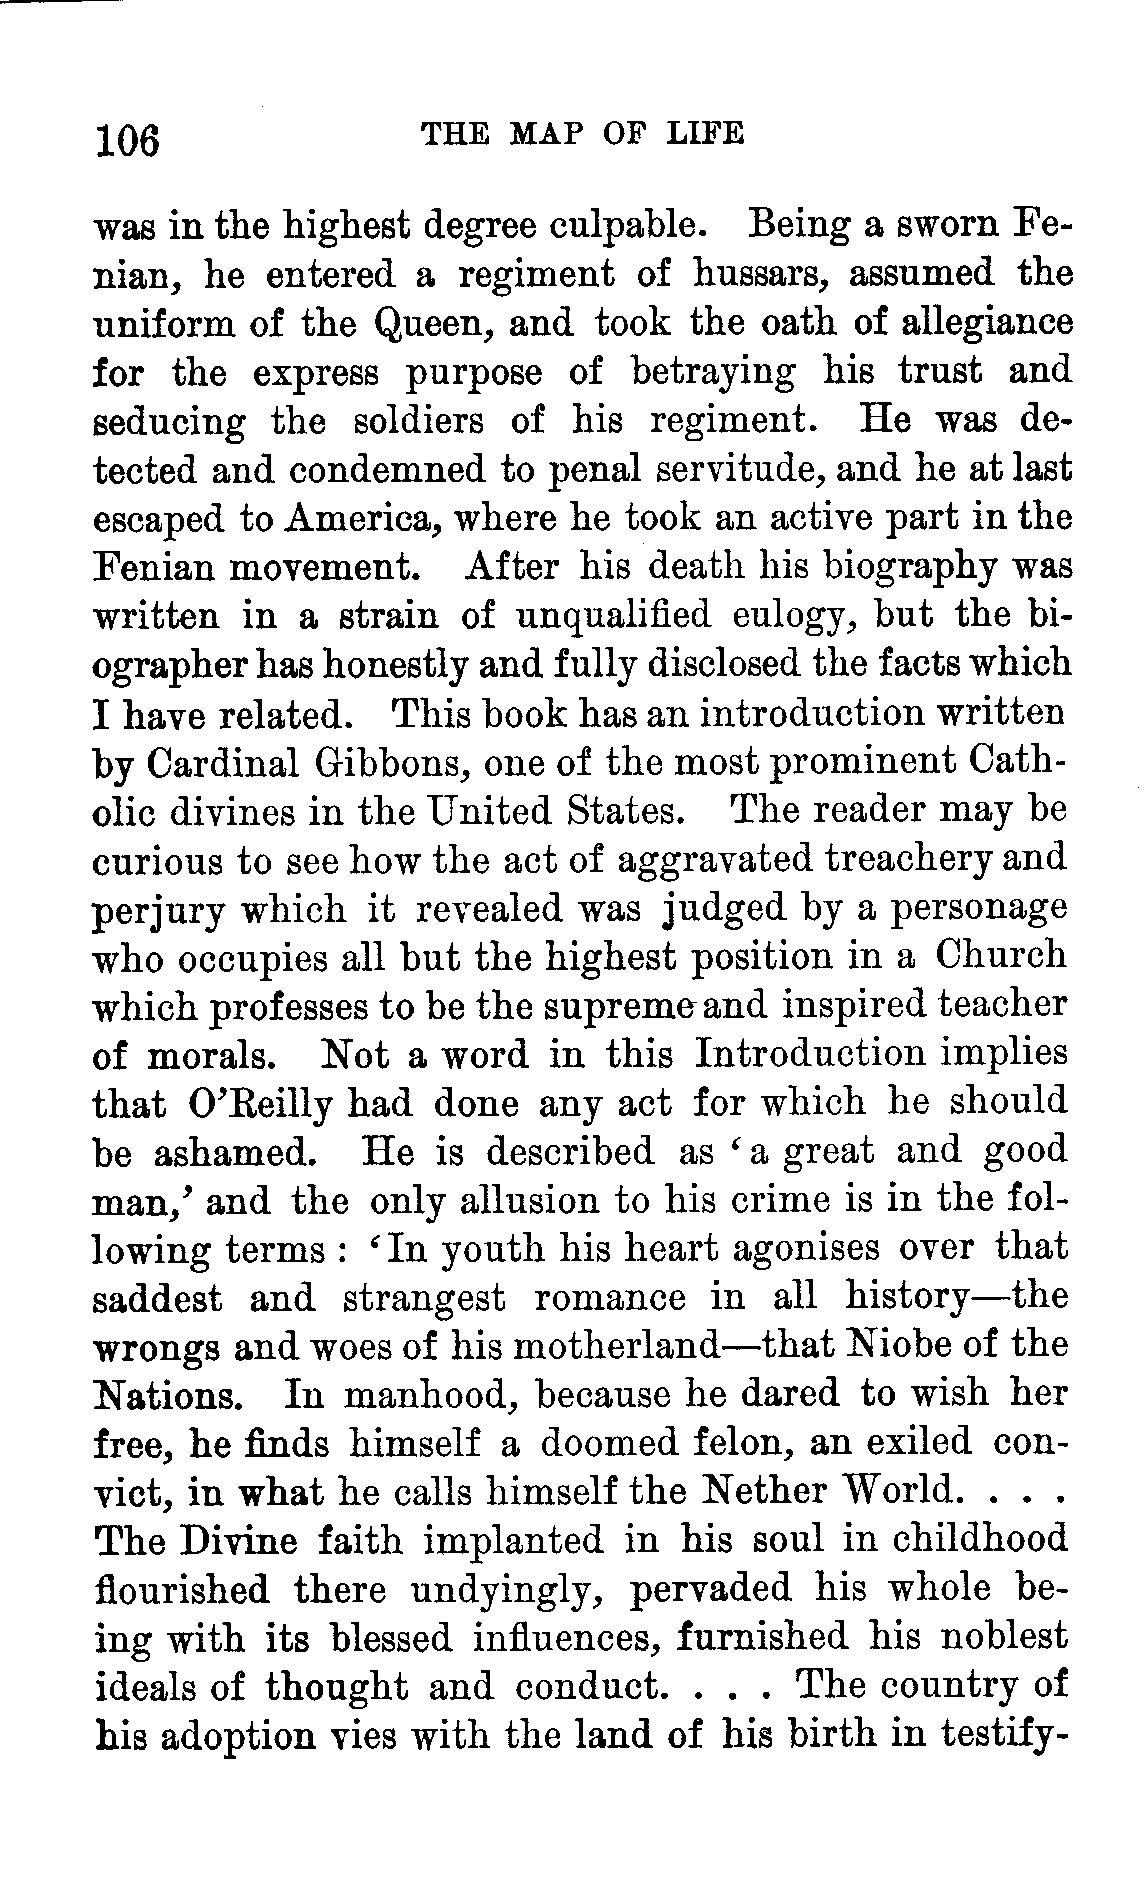 106 THE MAP OF LIFE
was in the highest degree culpable. Being a sworn Fe-
nian, he entered a regiment of hussars, assumed the
uniform of the Queen, and took the oath of allegiance
for the express purpose of betraying his trust and
seducing the soldiers of his regiment. He was de-
tected and condemned to penal servitude, and he at last
escaped to America, where he took an active part in the
Fenian movement. After his death his biography was
written in a strain of unqualified eulogy, but the bi-
ographer has honestly and fully disclosed the facts which
I have related. This book has an introduction written
by Cardinal Gibbons, one of the most prominent Cath-
olic divines in the United States. The reader may be
curious to see how the act of aggravated treachery and
perjury which it revealed was judged by a personage
who occupies all but the highest position in a Church
which professes to be the supreme and inspired teacher
of morals. Not a word in this Introduction implies
that O'Reilly had done any act for which he should
be ashamed. He is described as ‘a great and good
man,’ and the only allusion to his crime is in the fol-
lowing terms : ‘In youth his heart agonises over that
saddest and strangest romance in all history—the
wrongs and woes of his motherland—that Niobe of the
Nations. In manhood, because he dared to wish her
free, he finds himself a doomed felon, an exiled con-
vict, in what he calls himself the Nether World. . . .
The Divine faith implanted in his soul in childhood
flourished there undyingly, pervaded his whole be-
ing with its blessed influences, furnished his noblest
ideals of thought and conduct. . . . The country of
his adoption vies with the land of his birth in testify-